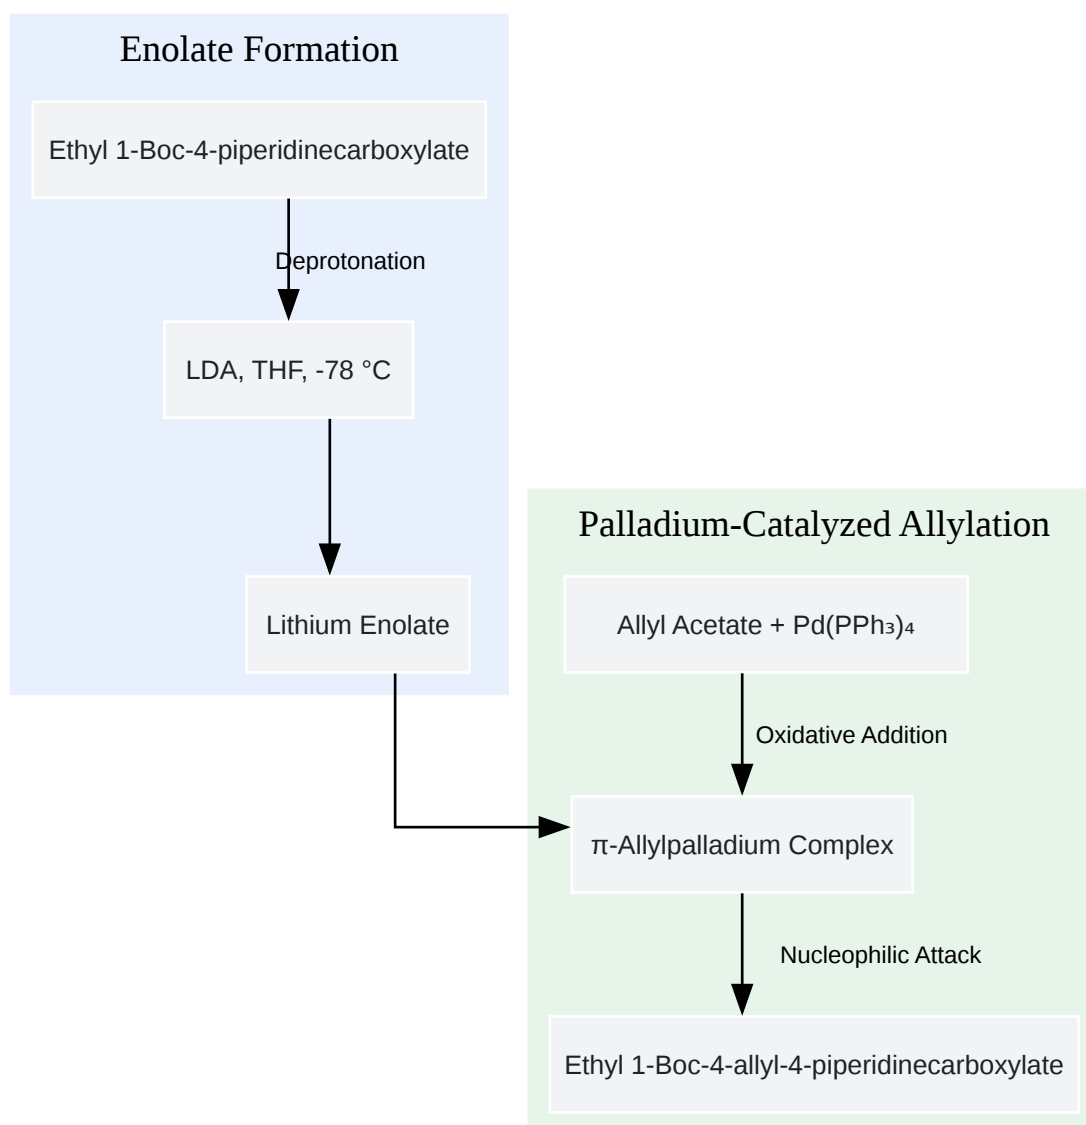 Enolate Formation
Ethyl 1-Boc-4-piperidinecarboxylate
Deprotonation
LDA, THF, -78 °C
Lithium Enolate
Palladium-Catalyzed Allylation
Allyl Acetate + Pd(PPh₃)₄
Oxidative Addition
π-Allylpalladium Complex
Nucleophilic Attack
Ethyl 1-Boc-4-allyl-4-piperidinecarboxylate